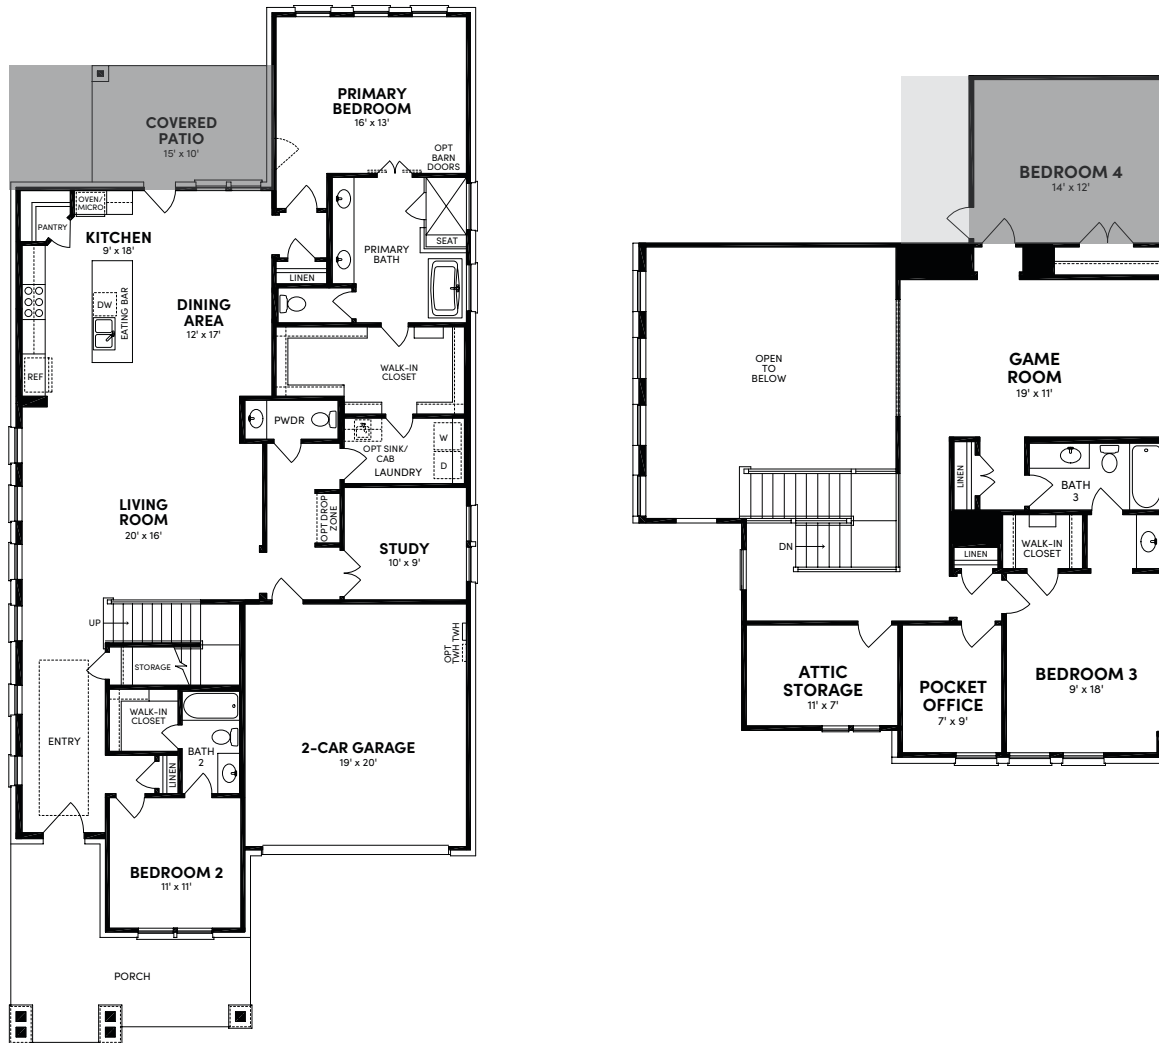 PRIMARY
BEDROOM
16' x 13'
COVERED
PATIO
15' x 10'
OPT
BARN
DOORS
OVEN/
MICRO
PANTRY
KITCHEN
9' x 18'
SEAT
PRIMARY
BATH
LINEN
DW
EATING BAR
DINING
AREA
12' x 17'
REF
WALK-IN
CLOSET
PWDR
OPT SINK/
CAB
LAUNDRY
W
D
LIVING
ROOM
20' x 16'
OPT DROP
ZONE
STUDY
10' x 9'
UP
STORAGE
OPT
TWH TWH
WALK-IN
CLOSET
ENTRY
BATH
2
LINEN
2-CAR GARAGE
19' x 20'
BEDROOM 2
11' x 11'
PORCH
BEDROOM 4
14' x 12'
OPEN
TO
BELOW
GAME
ROOM
19' x 11'
LINEN
BATH
3
DN
LINEN
WALK-IN
CLOSET
ATTIC
STORAGE
11' x 7'
POCKET
OFFICE
7' x 9'
BEDROOM 3
9' x 18'